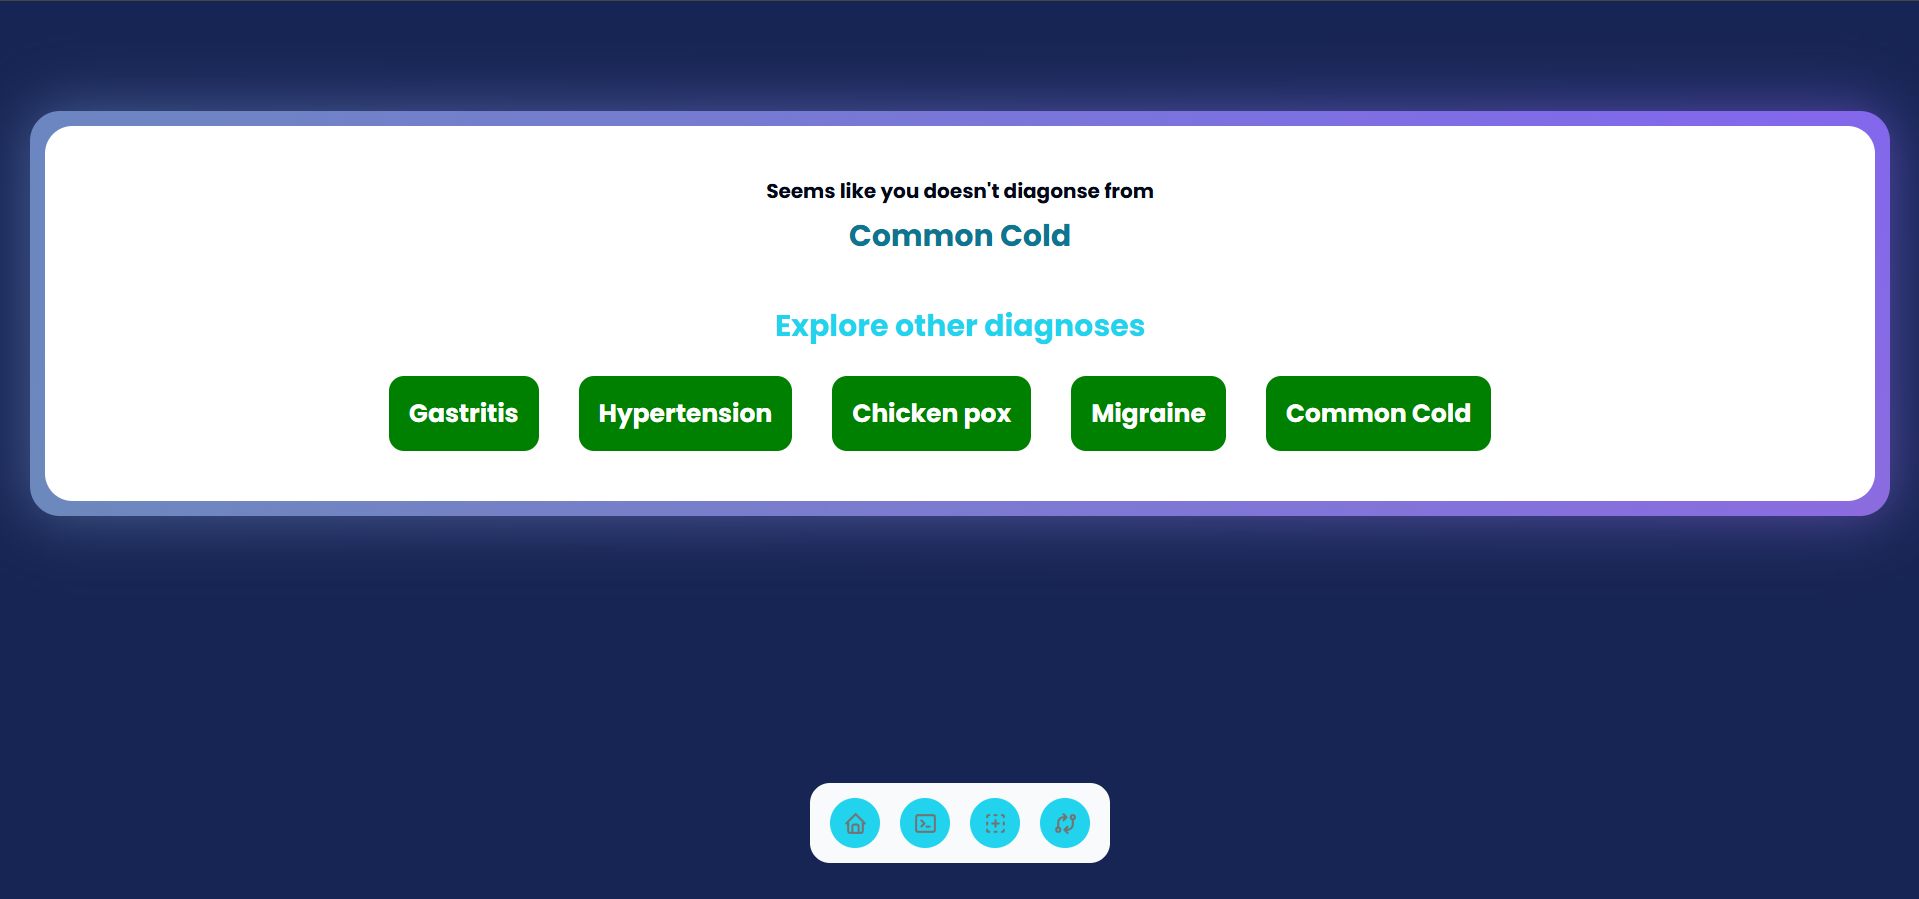 Seems like you doesn't diagonse from
Common Cold
Explore other diagnoses
Gastritis Hypertension Chicken pox Migraine Common Cold